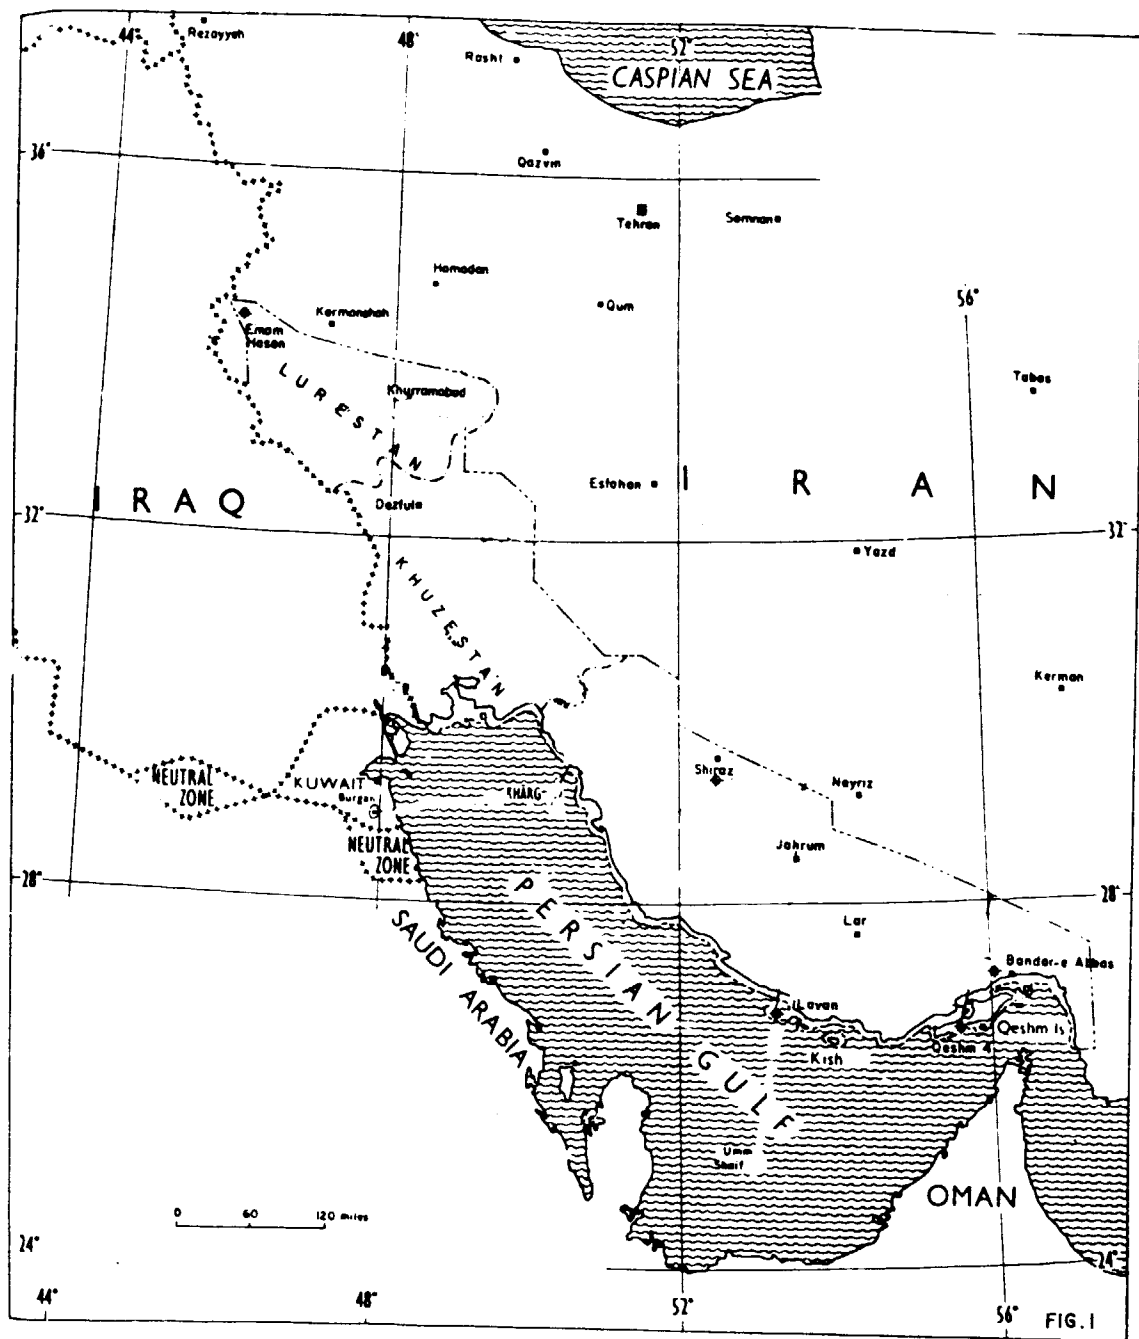 44°
Rezayyeh
48°
Rasht
52°
CASPIAN SEA
36°
Qazvin
Tehran
Semnan
Hamadan
Qum
56°
Kermanshah
Emam
Hasan
Tabas
LURESTAN
Khurramabad
IRAQ
Dezful
Esfahan
IRAN
32°
32°
Yazd
KHUZESTAN
Kerman
NEUTRAL
ZONE
KUWAIT
Burgan
KHARG
Shiraz
Neyriz
NEUTRAL
ZONE
Jahrum
28°
28°
PERSIAN GULF
SAUDI ARABIA
Lar
Bandar-e Abbas
Lavan
Kish
Qeshm 4
Qeshm Is
Umm
Shaif
OMAN
0 60 120 miles
24°
24°
44°
48°
52°
56°
FIG. 1